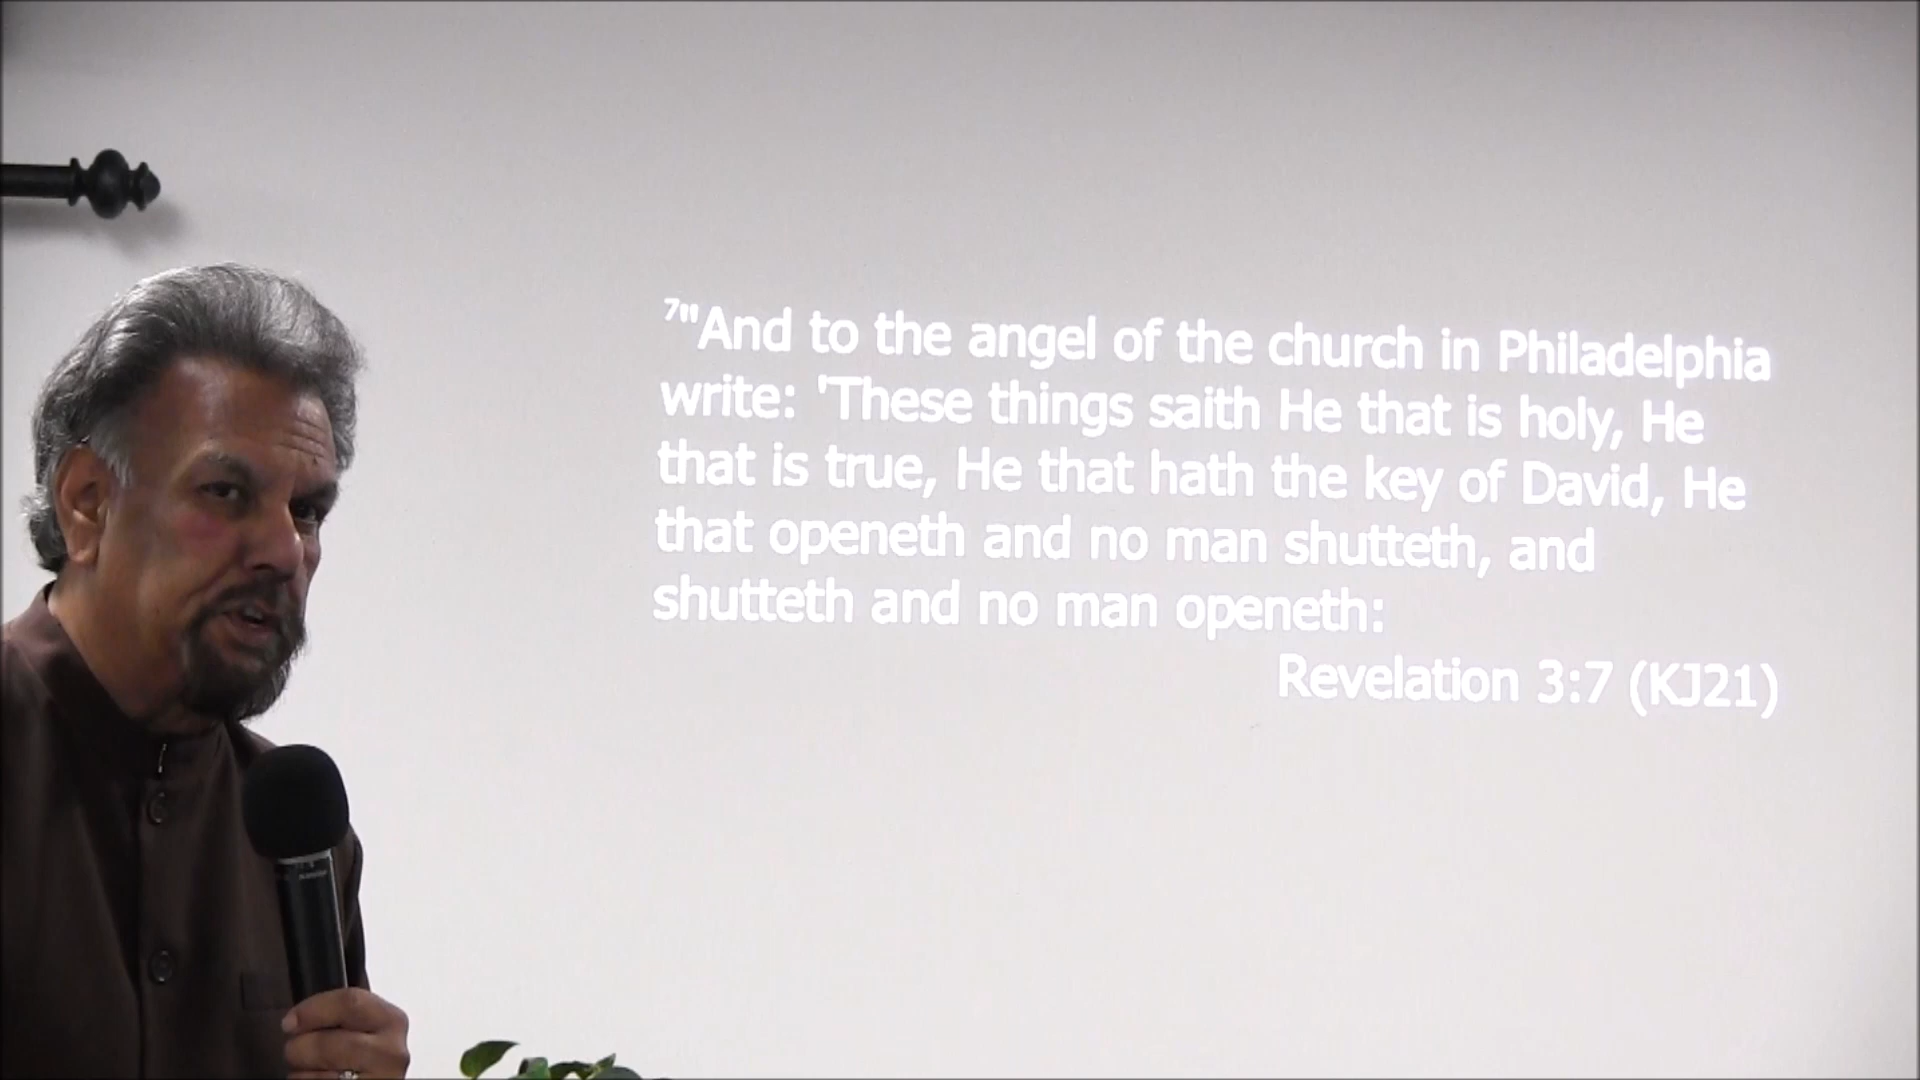 7"And to the angel of the church in Philadelphia
write: 'These things saith He that is holy, He
that is true, He that hath the key of David, He
that openeth and no man shutteth, and
shutteth and no man openeth:
Revelation 3:7 (KJ21)